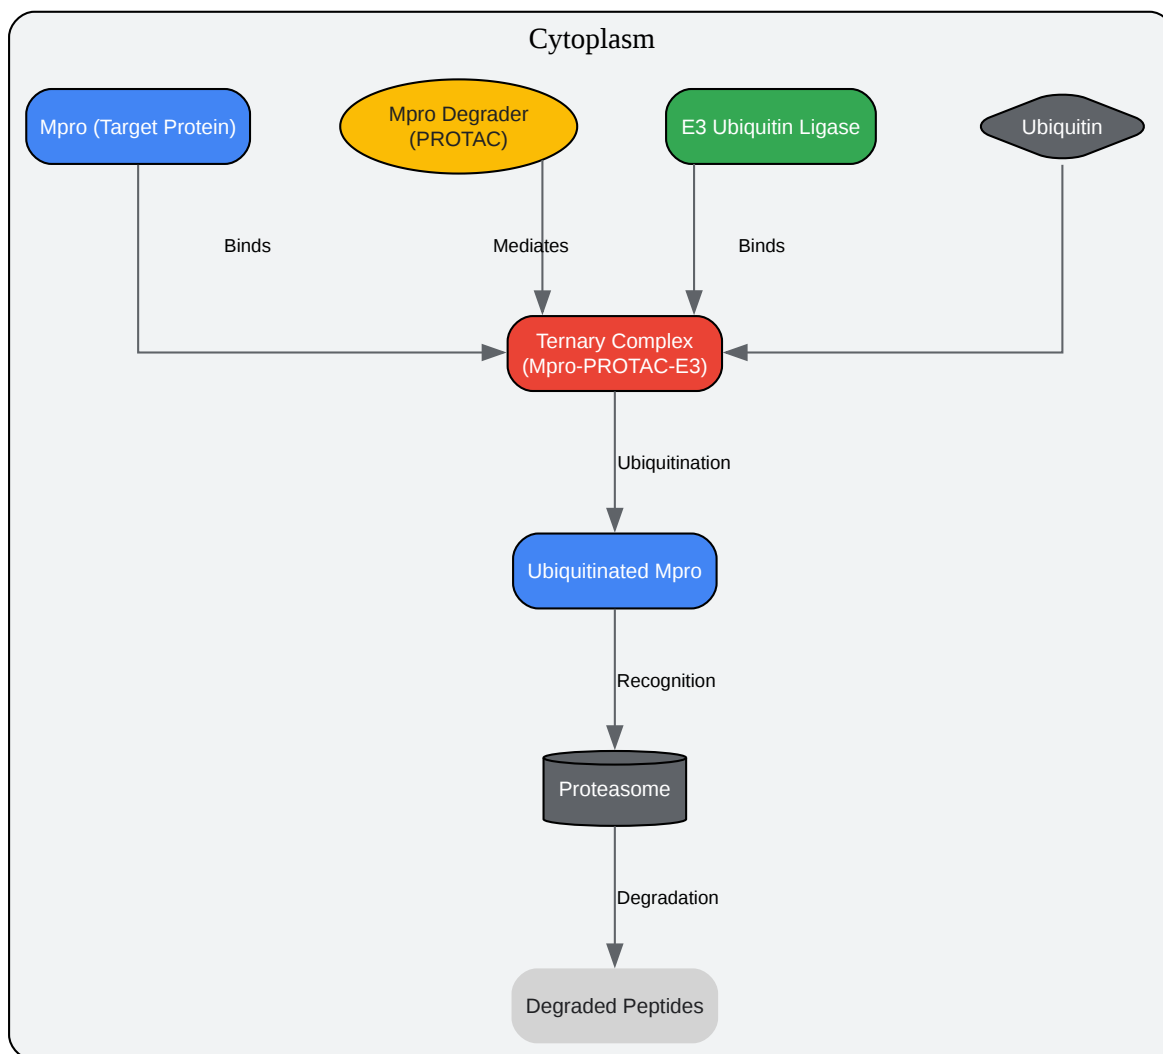 Cytoplasm
Mpro (Target Protein)
Mpro Degrader
(PROTAC)
E3 Ubiquitin Ligase
Ubiquitin
Binds
Mediates
Binds
Ternary Complex
(Mpro-PROTAC-E3)
Ubiquitination
Ubiquitinated Mpro
Recognition
Proteasome
Degradation
Degraded Peptides